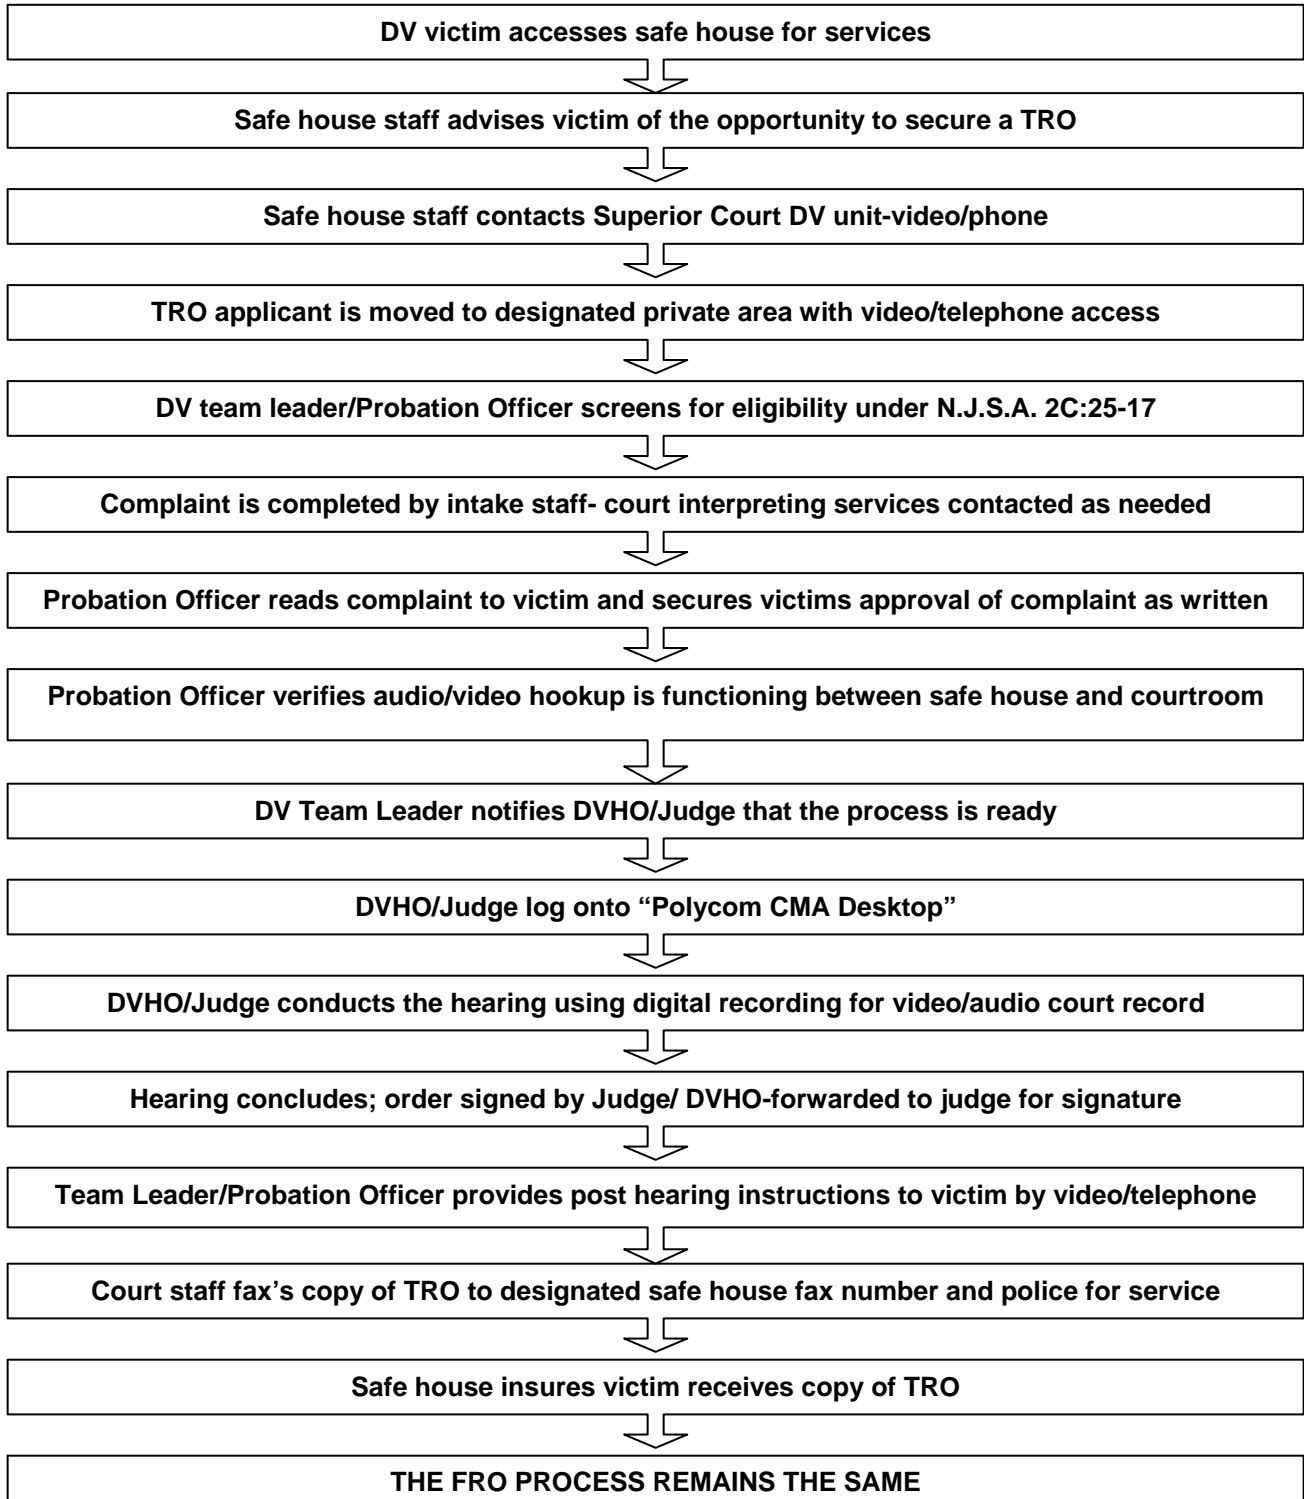 DV victim accesses safe house for services
Safe house staff advises victim of the opportunity to secure a TRO
Safe house staff contacts Superior Court DV unit-video/phone
TRO applicant is moved to designated private area with video/telephone access
DV team leader/Probation Officer screens for eligibility under N.J.S.A. 2C:25-17
Complaint is completed by intake staff- court interpreting services contacted as needed
Probation Officer reads complaint to victim and secures victims approval of complaint as written
Probation Officer verifies audio/video hookup is functioning between safe house and courtroom
DV Team Leader notifies DVHO/Judge that the process is ready
DVHO/Judge log onto “Polycom CMA Desktop”
DVHO/Judge conducts the hearing using digital recording for video/audio court record
Hearing concludes; order signed by Judge/ DVHO-forwarded to judge for signature
Team Leader/Probation Officer provides post hearing instructions to victim by video/telephone
Court staff fax’s copy of TRO to designated safe house fax number and police for service
Safe house insures victim receives copy of TRO
THE FRO PROCESS REMAINS THE SAME